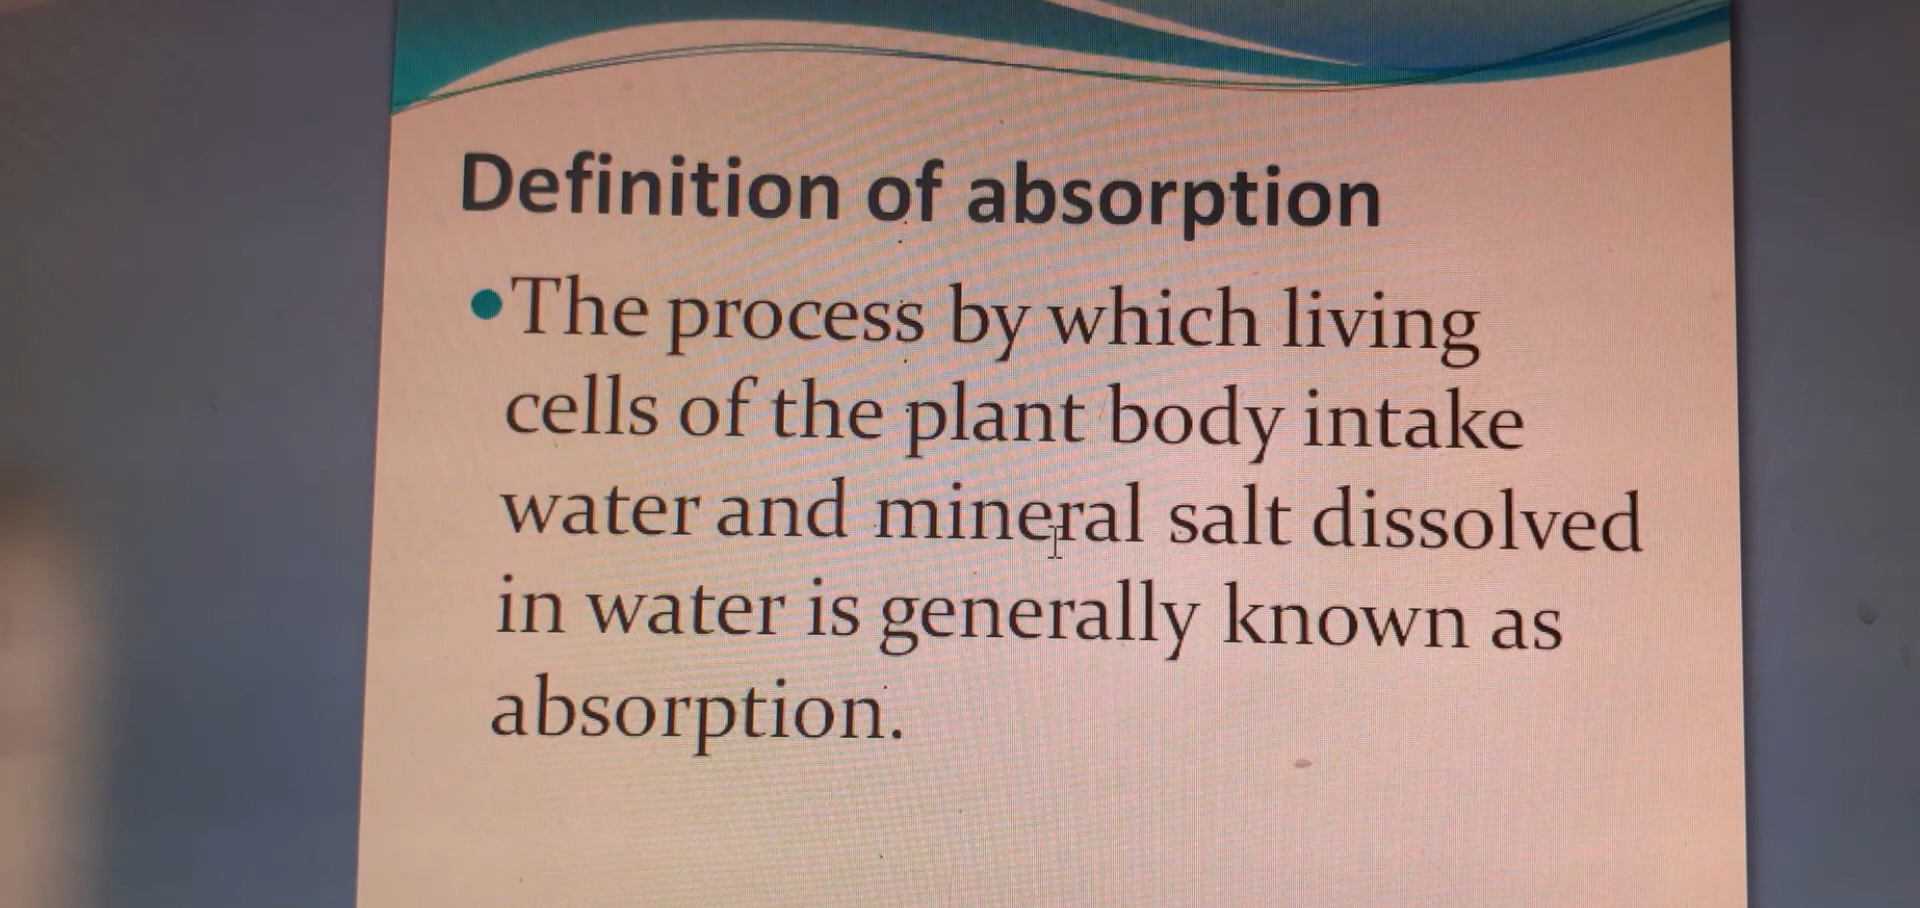 Definition of absorption
•The process by which living
cells of the plant body intake
water and mineral salt dissolved
in water is generally known as
absorption.